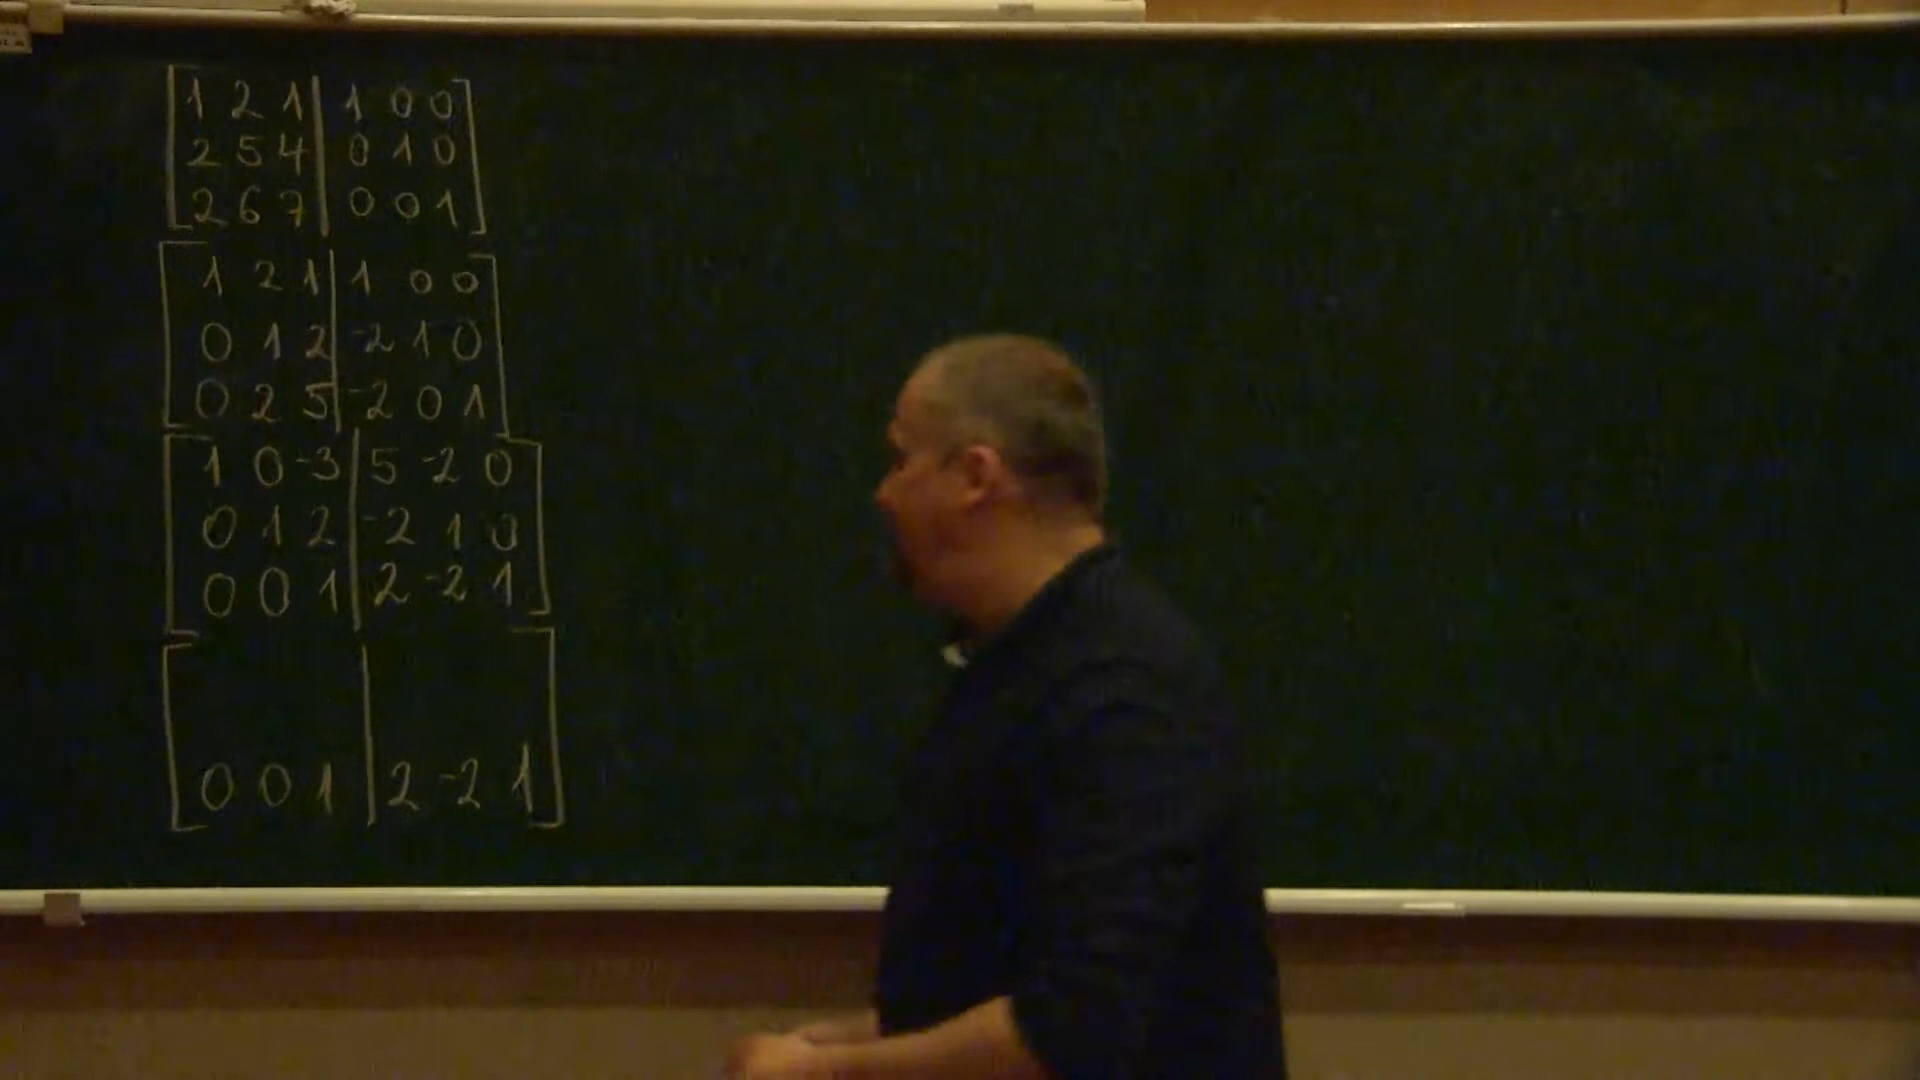 1 2 1 | 1 0 0
2 5 4 | 0 1 0
2 6 7 | 0 0 1
1 2 1 | 1 0 0
0 1 2 | -2 1 0
0 2 5 | -2 0 1
1 0 -3 | 5 -2 0
0 1 2 | -2 1 0
0 0 1 | 2 -2 1
0 0 1 | 2 -2 1